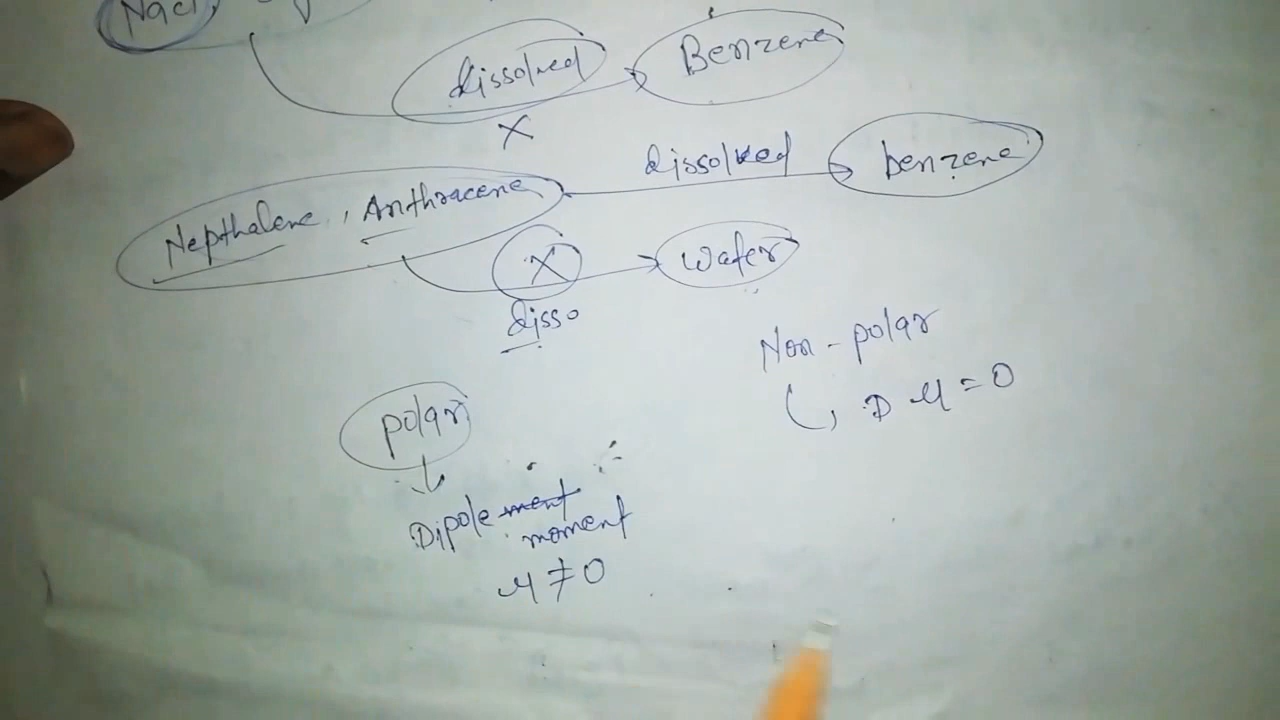 Nacl,
dissolved Benzene
X
dissolved benzene
Nepthalene, Anthracene
X Water
disso
Non-polar
D μ = 0
polar
Dipole ment
moment
μ ≠ 0